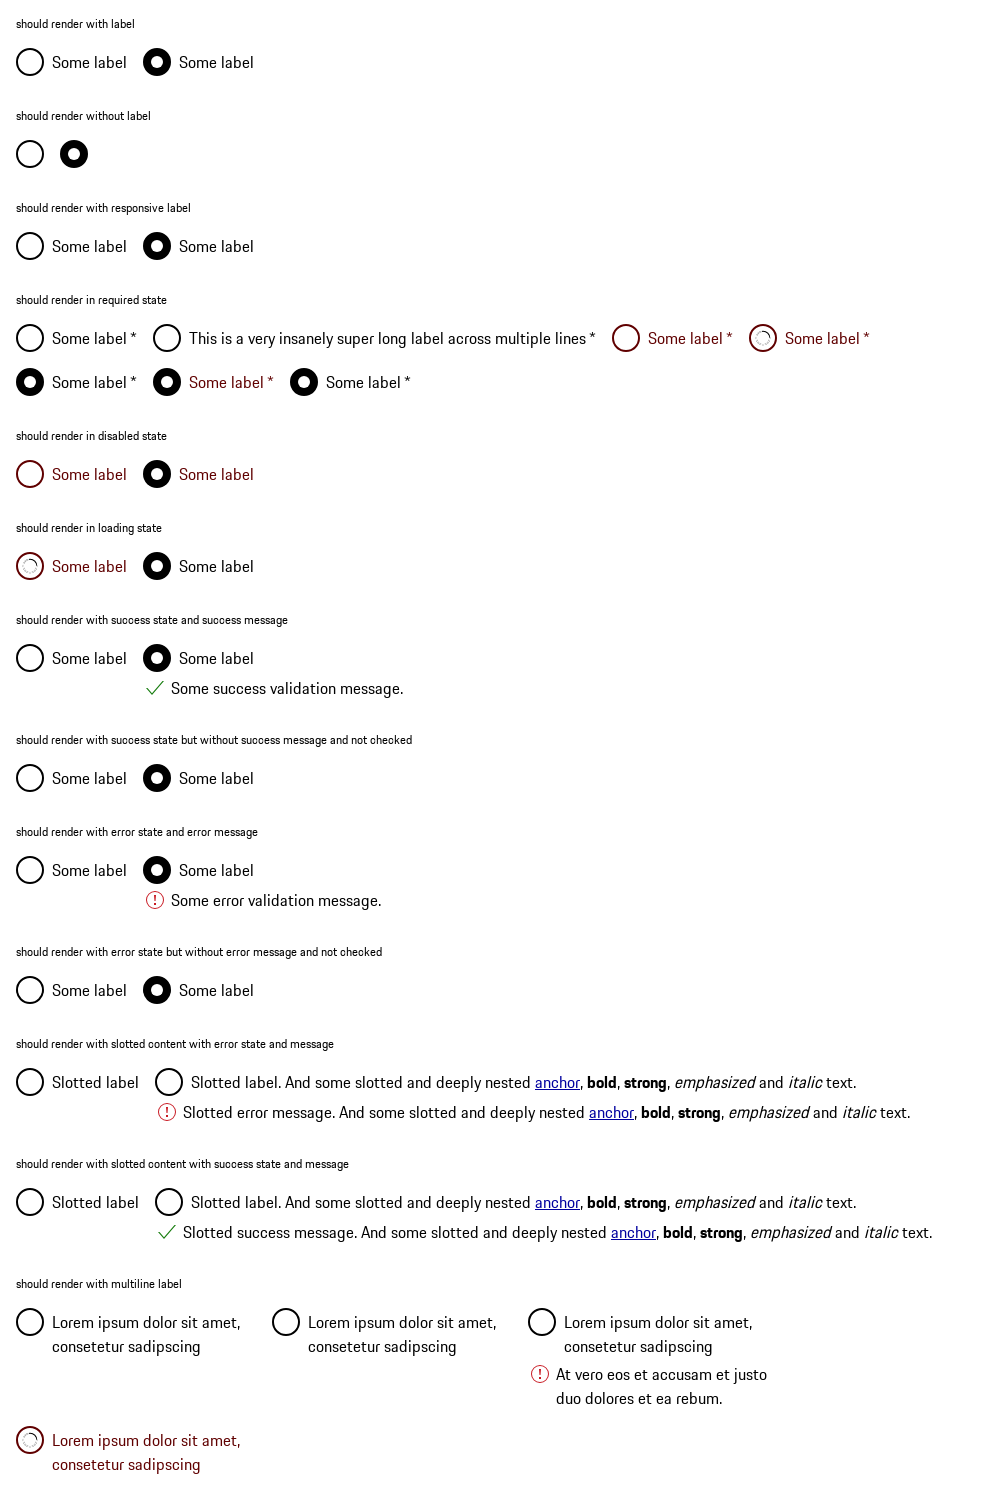 should render with label
Some label Some label
should render without label
should render with responsive label
Some label Some label
should render in required state
Some label * This is a very insanely super long label across multiple lines * Some label * Some label *
Some label * Some label * Some label *
should render in disabled state
Some label Some label
should render in loading state
Some label Some label
should render with success state and success message
Some label Some label
Some success validation message.
should render with success state but without success message and not checked
Some label Some label
should render with error state and error message
Some label Some label
Some error validation message.
should render with error state but without error message and not checked
Some label Some label
should render with slotted content with error state and message
Slotted label Slotted label. And some slotted and deeply nested anchor, bold, strong, emphasized and italic text.
Slotted error message. And some slotted and deeply nested anchor, bold, strong, emphasized and italic text.
should render with slotted content with success state and message
Slotted label Slotted label. And some slotted and deeply nested anchor, bold, strong, emphasized and italic text.
Slotted success message. And some slotted and deeply nested anchor, bold, strong, emphasized and italic text.
should render with multiline label
Lorem ipsum dolor sit amet,
consetetur sadipscing
Lorem ipsum dolor sit amet,
consetetur sadipscing
Lorem ipsum dolor sit amet,
consetetur sadipscing
At vero eos et accusam et justo
duo dolores et ea rebum.
Lorem ipsum dolor sit amet,
consetetur sadipscing